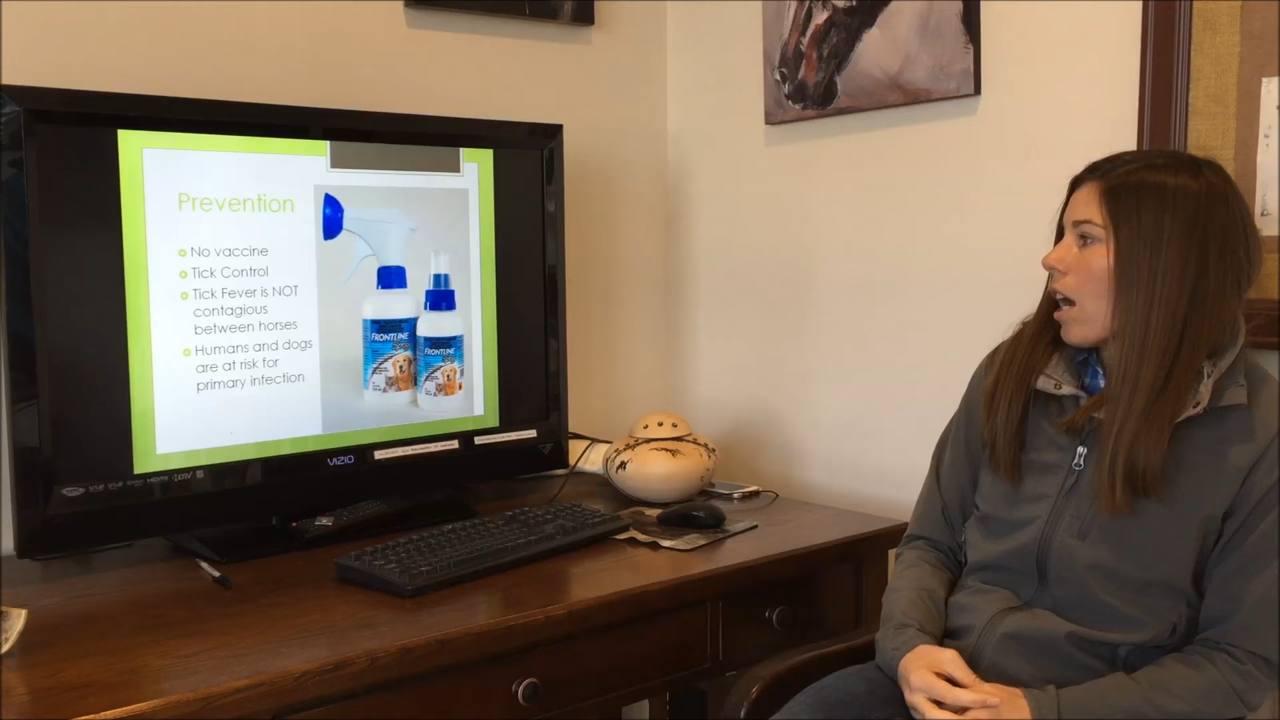 Prevention
No vaccine
Tick Control
Tick Fever is NOT
contagious
between horses
Humans and dogs
are at risk for
primary infection
FRONTLINE
FRONTLINE
VIZIO
HDMI